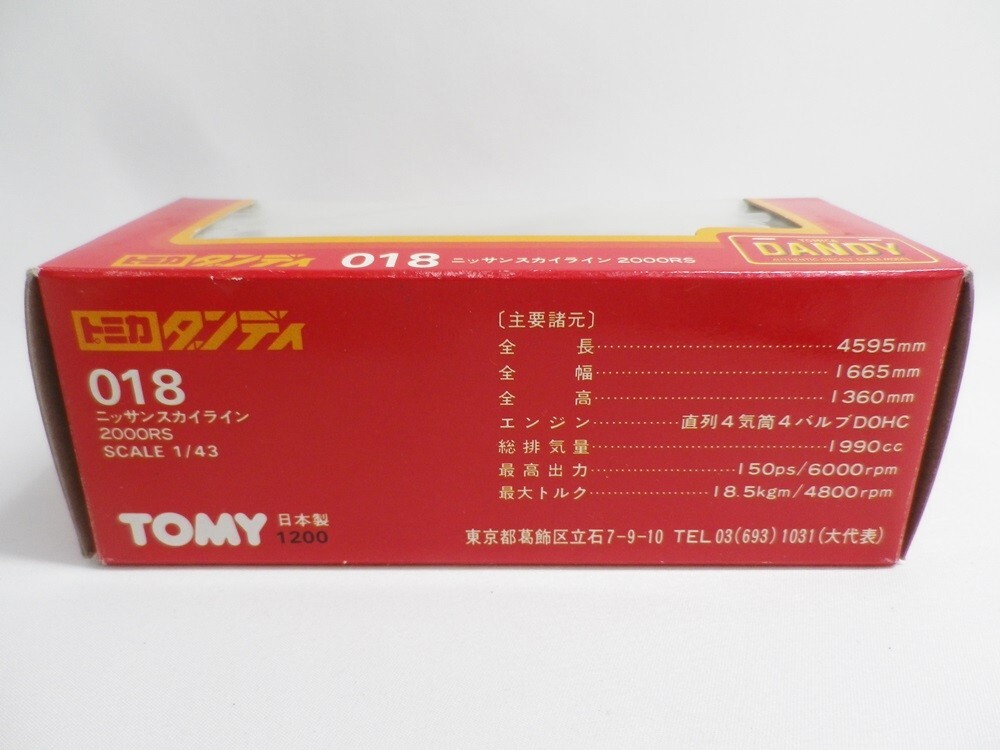 トミカ ダンディ 018 ニッサンスカイライン 2000RS
DANDY
トミカ ダンディ
018
ニッサンスカイライン
2000RS
SCALE 1/43
TOMY 日本製
1200
〔主要諸元〕
全長 4595mm
全幅 1665mm
全高 1360mm
エンジン 直列4気筒4バルブDOHC
総排気量 1990cc
最高出力 150ps/6000rpm
最大トルク 18.5kgm/4800rpm
東京都葛飾区立石7-9-10 TEL 03(693)1031(大代表)